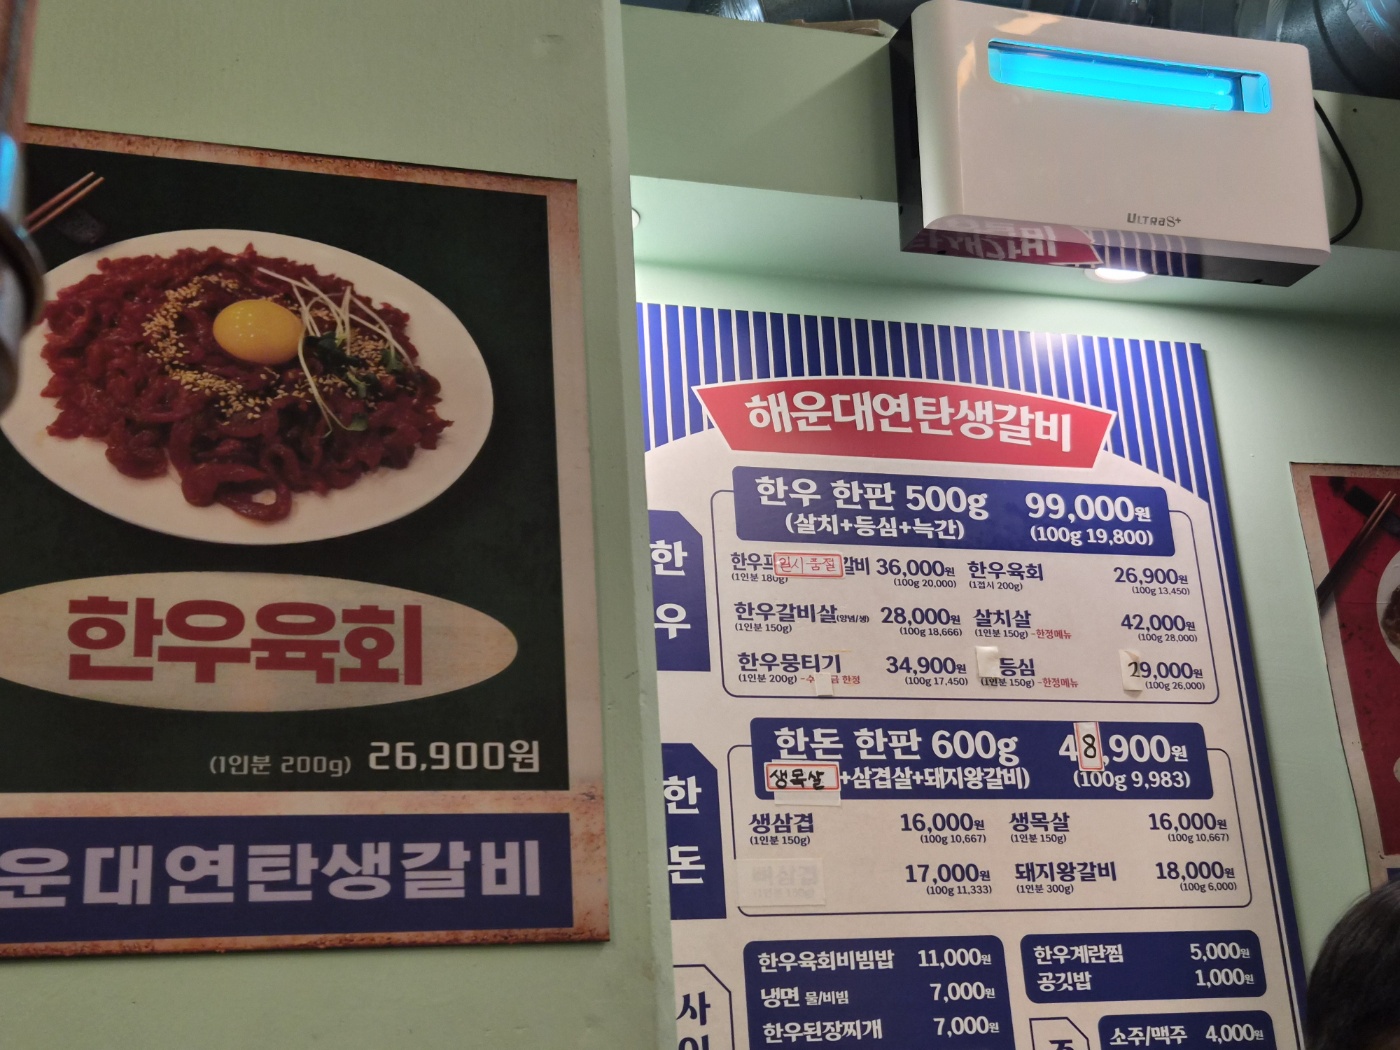 한우육회
(1인분 200g) 26,900원
운대연탄생갈비
ULTRAS+
해운대연탄생갈비
한우
한우 한판 500g 99,000원
(살치+등심+늑간) (100g 19,800)
한우프 일시품절 갈비 36,000원
(1인분 180g) (100g 20,000)
한우육회 26,900원
(1접시 200g) (100g 13,450)
한우갈비살(양념/생) 28,000원
(1인분 150g) (100g 18,666)
살치살 42,000원
(1인분 150g) -한정메뉴 (100g 28,000)
한우뭉티기 34,900원
(1인분 200g) -수 금 한정 (100g 17,450)
등심 29,000원
(1인분 150g) -한정메뉴 (100g 26,000)
한돈
한돈 한판 600g 48,900원
생목살+삼겹살+돼지왕갈비) (100g 9,983)
생삼겹 16,000원
(1인분 150g) (100g 10,667)
생목살 16,000원
(1인분 150g) (100g 10,667)
17,000원
(100g 11,333)
돼지왕갈비 18,000원
(1인분 300g) (100g 6,000)
사이
한우육회비빔밥 11,000원
냉면 물/비빔 7,000원
한우된장찌개 7,000원
한우계란찜 5,000원
공깃밥 1,000원
소주/맥주 4,000원